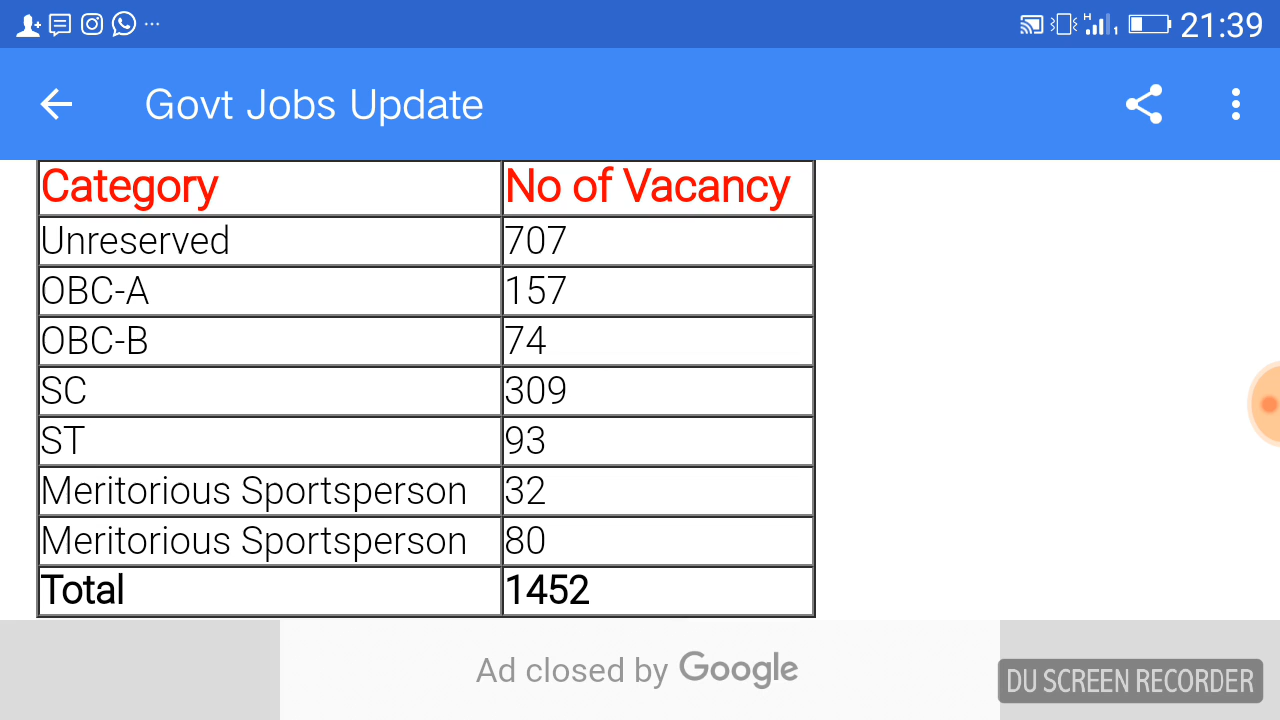 21:39
Govt Jobs Update
Category No of Vacancy
Unreserved 707
OBC-A 157
OBC-B 74
SC 309
ST 93
Meritorious Sportsperson 32
Meritorious Sportsperson 80
Total 1452
Ad closed by Google
DU SCREEN RECORDER